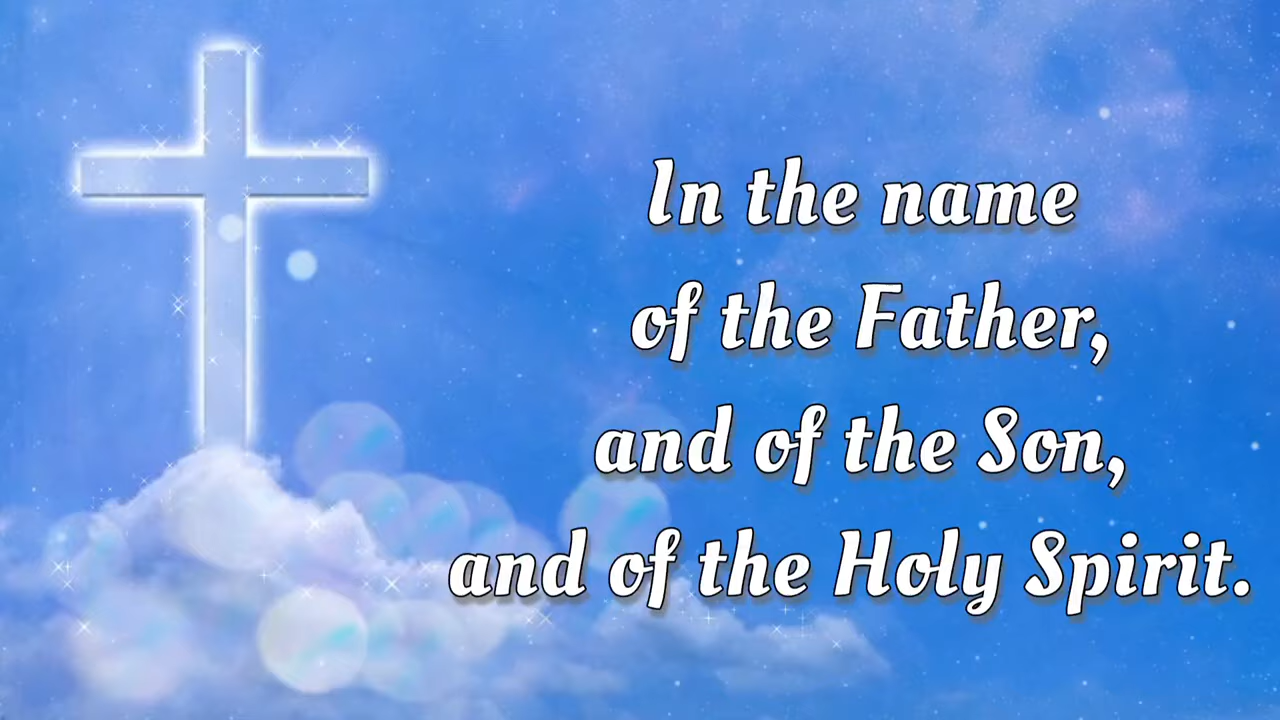 In the name
of the Father,
and of the Son,
and of the Holy Spirit.